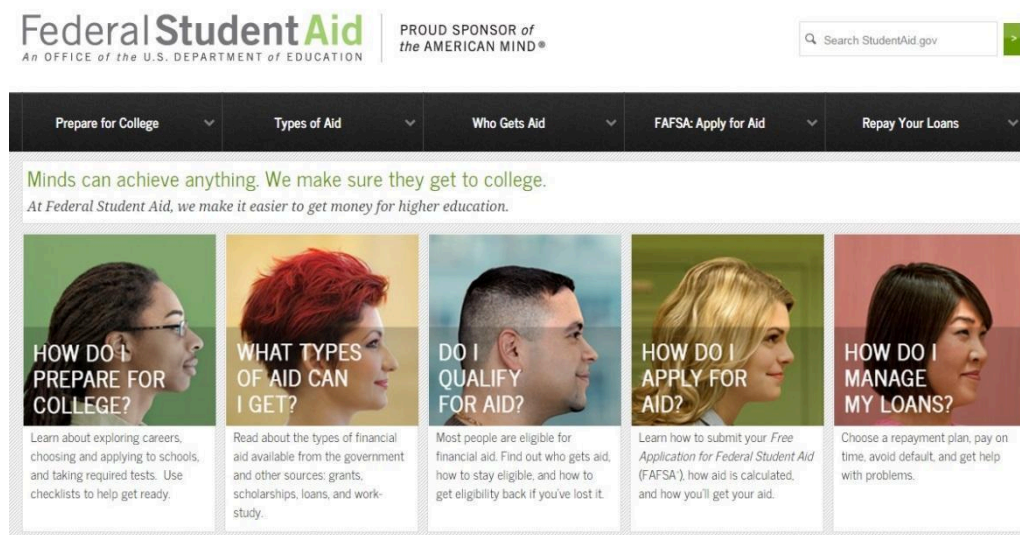 Federal Student Aid
An OFFICE of the U.S. DEPARTMENT of EDUCATION
PROUD SPONSOR of
the AMERICAN MIND®
Search StudentAid.gov
>
Prepare for College
Types of Aid
Who Gets Aid
FAFSA: Apply for Aid
Repay Your Loans
Minds can achieve anything. We make sure they get to college.
At Federal Student Aid, we make it easier to get money for higher education.
HOW DO I
PREPARE FOR
COLLEGE?
Learn about exploring careers,
choosing and applying to schools,
and taking required tests. Use
checklists to help get ready.
WHAT TYPES
OF AID CAN
I GET?
Read about the types of financial
aid available from the government
and other sources: grants,
scholarships, loans, and work-
study.
DO I
QUALIFY
FOR AID?
Most people are eligible for
financial aid. Find out who gets aid,
how to stay eligible, and how to
get eligibility back if you've lost it.
HOW DO I
APPLY FOR
AID?
Learn how to submit your Free
Application for Federal Student Aid
(FAFSA℠), how aid is calculated,
and how you'll get your aid.
HOW DO I
MANAGE
MY LOANS?
Choose a repayment plan, pay on
time, avoid default, and get help
with problems.